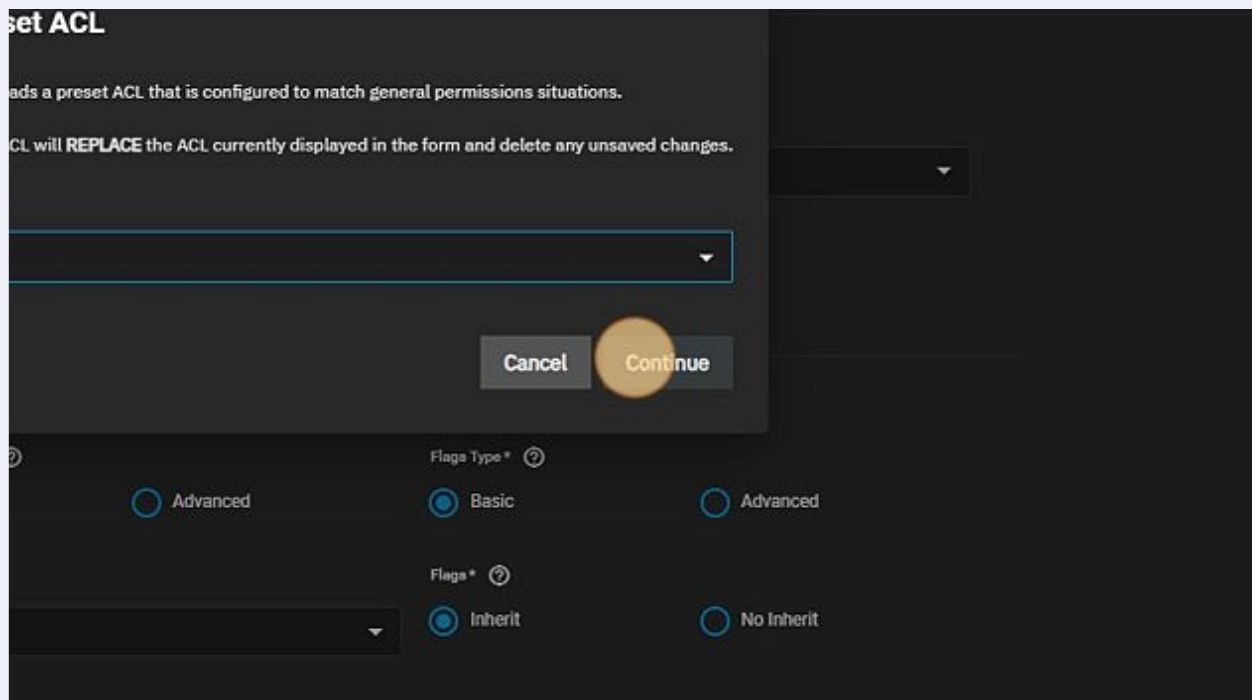 set ACL
ads a preset ACL that is configured to match general permissions situations.
CL will REPLACE the ACL currently displayed in the form and delete any unsaved changes.
Cancel
Continue
Flags Type*
Advanced
Basic
Advanced
Flags*
Inherit
No Inherit